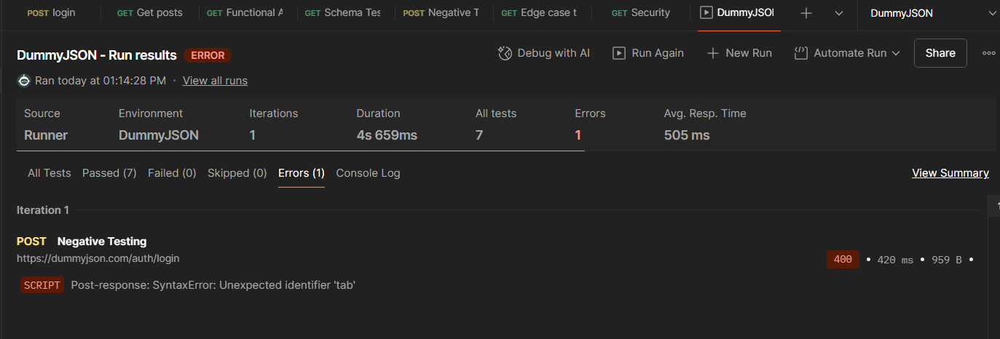 POST login GET Get posts GET Functional A GET Schema Tes POST Negative T GET Edge case t GET Security DummyJSO DummyJSON
DummyJSON - Run results ERROR Debug with AI Run Again New Run Automate Run Share
Ran today at 01:14:28 PM · View all runs
Source Environment Iterations Duration All tests Errors Avg. Resp. Time
Runner DummyJSON 1 4s 659ms 7 1 505 ms
All Tests Passed (7) Failed (0) Skipped (0) Errors (1) Console Log View Summary
Iteration 1
POST Negative Testing
https://dummyjson.com/auth/login 400 • 420 ms • 959 B •
SCRIPT Post-response: SyntaxError: Unexpected identifier 'tab'